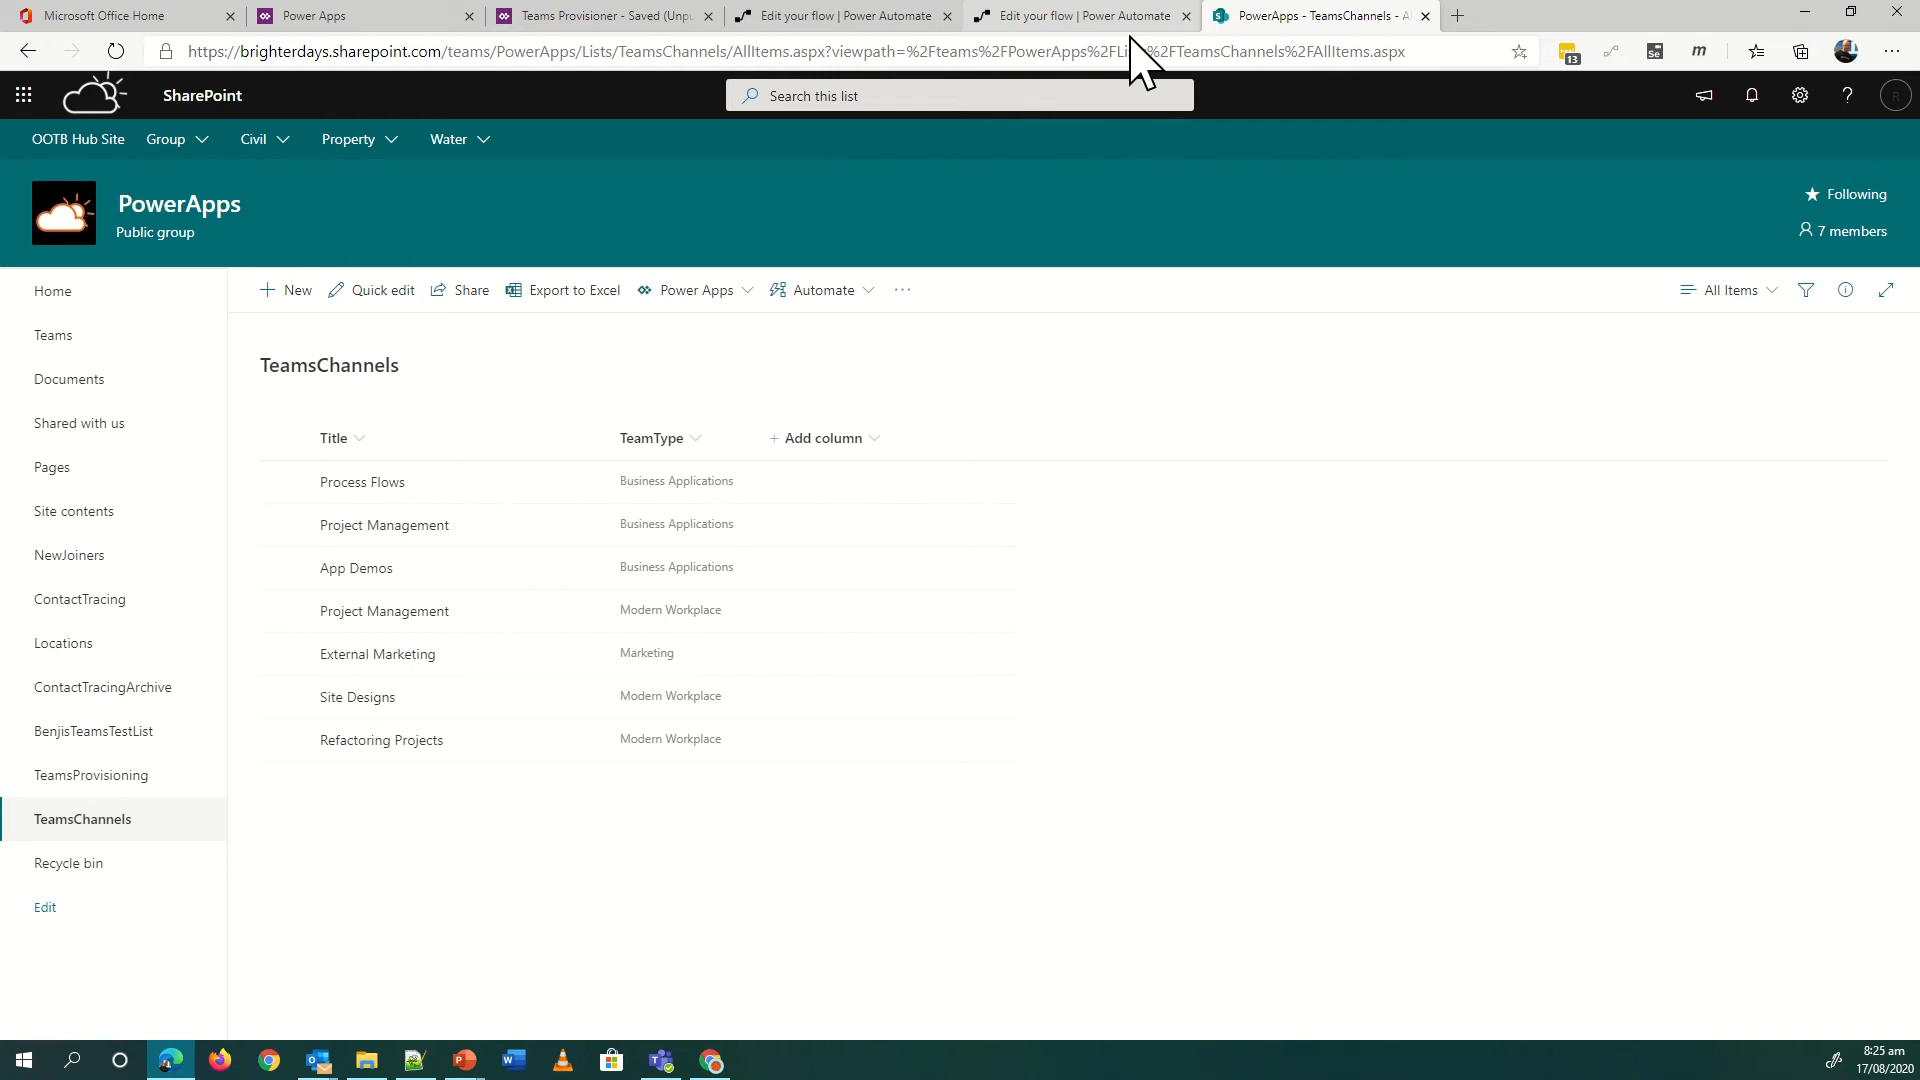 Microsoft Office Home
Power Apps
Teams Provisioner - Saved (Unpu
Edit your flow | Power Automate
Edit your flow | Power Automate
PowerApps - TeamsChannels - A
https://brighterdays.sharepoint.com/teams/PowerApps/Lists/TeamsChannels/AllItems.aspx?viewpath=%2Fteams%2FPowerApps%2FLi %2FTeamsChannels%2FAllItems.aspx
13
Se
m
SharePoint
Search this list
R
OOTB Hub Site Group Civil Property Water
PowerApps
Public group
Following
7 members
Home
Teams
Documents
Shared with us
Pages
Site contents
NewJoiners
ContactTracing
Locations
ContactTracingArchive
BenjisTeamsTestList
TeamsProvisioning
TeamsChannels
Recycle bin
Edit
New Quick edit Share Export to Excel Power Apps Automate
All Items
TeamsChannels
Title TeamType + Add column
Process Flows Business Applications
Project Management Business Applications
App Demos Business Applications
Project Management Modern Workplace
External Marketing Marketing
Site Designs Modern Workplace
Refactoring Projects Modern Workplace
8:25 am
17/08/2020